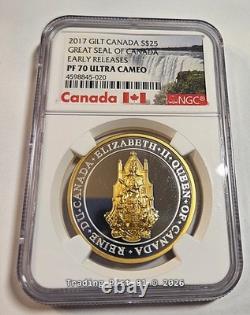 2017 GILT CANADA S$25
GREAT SEAL OF CANADA
EARLY RELEASES
PF 70 ULTRA CAMEO
4598845-020
Canada
NGC
ELIZABETH·II·QUEEN·OF·CANADA·REINE·DU·CANADA·